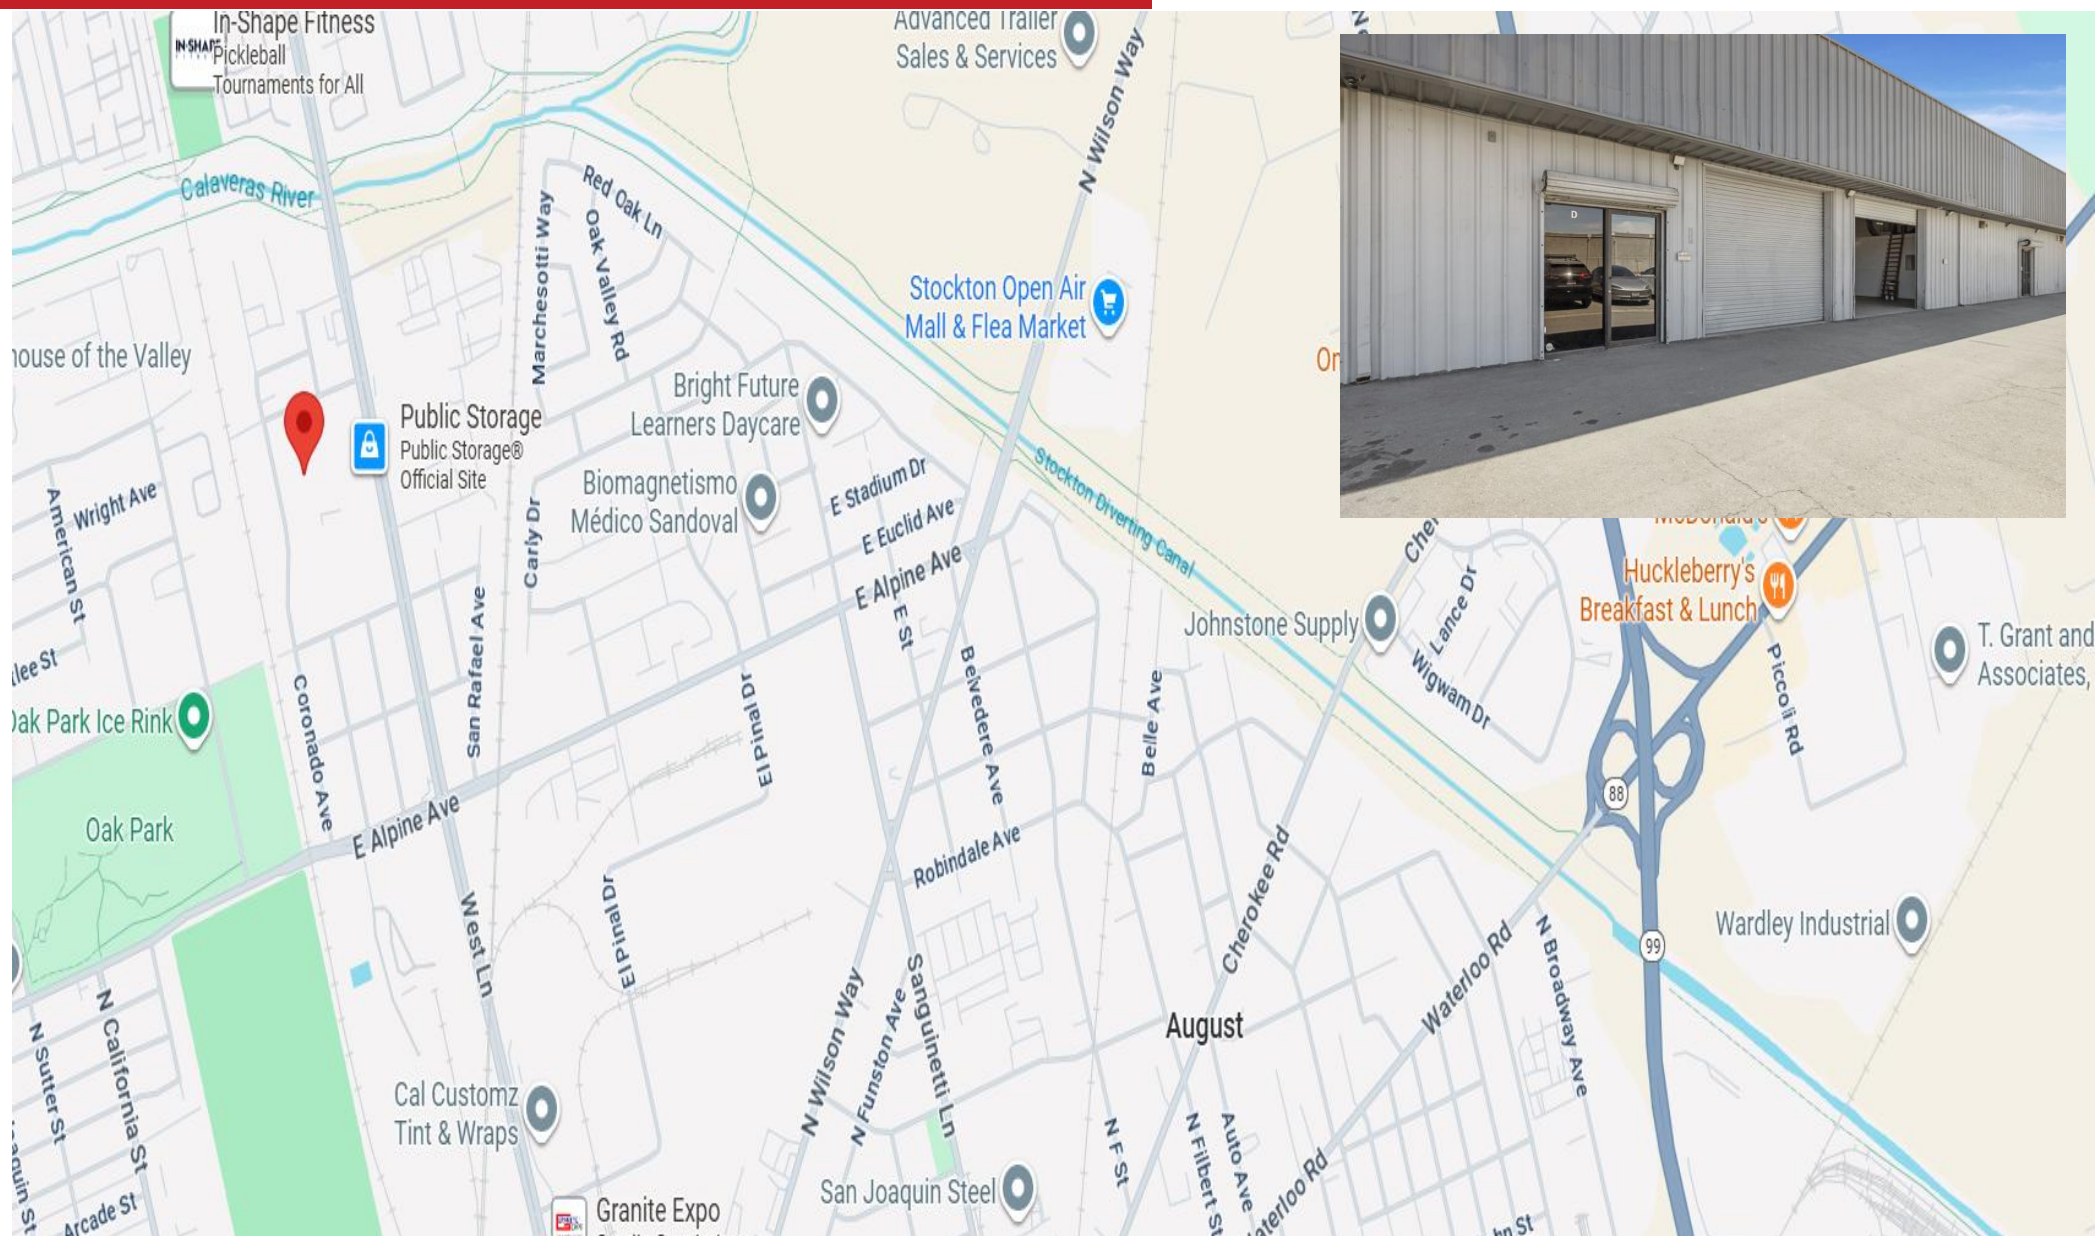 In-Shape Fitness
Pickleball
Tournaments for All
IN-SHAPE
Advanced Trailer
Sales & Services
N Wilson Way
Calaveras River
Red Oak Ln
Marchesotti Way
Oak Valley Rd
Stockton Open Air
Mall & Flea Market
D
house of the Valley
Public Storage
Public Storage®
Official Site
Bright Future
Learners Daycare
Biomagnetismo
Médico Sandoval
E Stadium Dr
E Euclid Ave
E Alpine Ave
Stockton Diverting Canal
American St
Wright Ave
Carly Dr
San Rafael Ave
E St
McDonald's
Huckleberry's
Breakfast & Lunch
Johnstone Supply
Lance Dr
Wigwam Dr
Piccoli Rd
T. Grant and
Associates,
lee St
Oak Park Ice Rink
Coronado Ave
El Pinal Dr
Belvedere Ave
Belle Ave
88
Oak Park
E Alpine Ave
Robindale Ave
Cherokee Rd
West Ln
El Pinal Dr
Waterloo Rd
N Broadway Ave
99
Wardley Industrial
N Sutter St
N California St
N Wilson Way
N Funston Ave
Sanguinetti Ln
August
Cal Customz
Tint & Wraps
N F St
N Filbert St
Auto Ave
Waterloo Rd
San Joaquin Steel
Granite Expo
aquin St
Arcade St
hn St